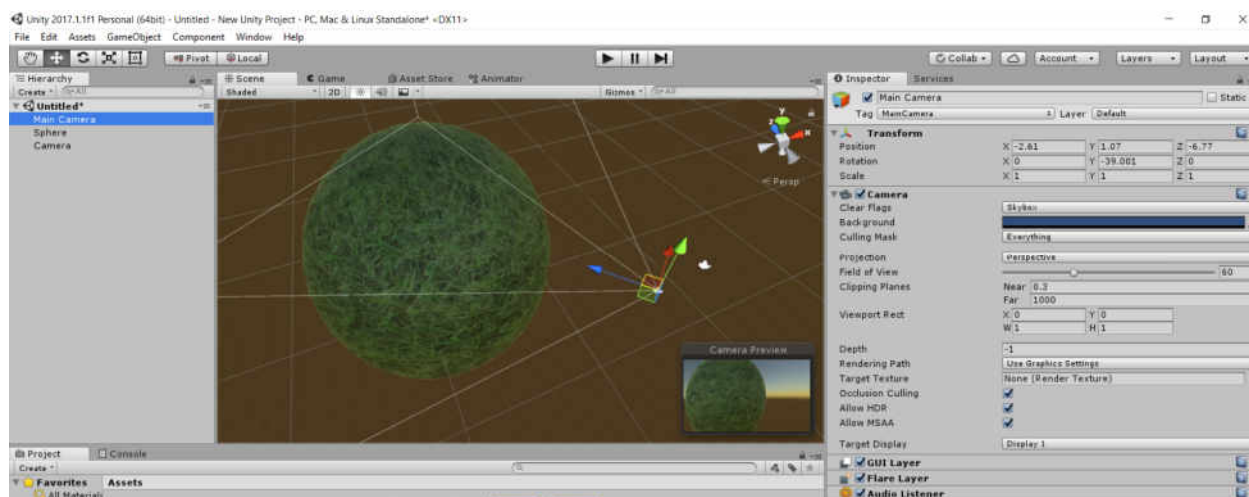 Unity 2017.1.1f1 Personal (64bit) - Untitled - New Unity Project - PC, Mac & Linux Standalone* <DX11>
File Edit Assets GameObject Component Window Help
Pivot Local Collab Account Layers Layout
Hierarchy
Create All
Untitled*
Main Camera
Sphere
Camera
Scene Game Asset Store Animator
Shaded 2D Gizmos All
y
x
z
Persp
Camera Preview
Inspector Services
Main Camera Static
Tag MainCamera Layer Default
Transform
Position X -2.61 Y 1.07 Z -6.77
Rotation X 0 Y -39.001 Z 0
Scale X 1 Y 1 Z 1
Camera
Clear Flags Skybox
Background
Culling Mask Everything
Projection Perspective
Field of View 60
Clipping Planes Near 0.3
Far 1000
Viewport Rect X 0 Y 0
W 1 H 1
Depth -1
Rendering Path Use Graphics Settings
Target Texture None (Render Texture)
Occlusion Culling
Allow HDR
Allow MSAA
Target Display Display 1
GUI Layer
Flare Layer
Audio Listener
Project Console
Create
Favorites Assets
All Materials